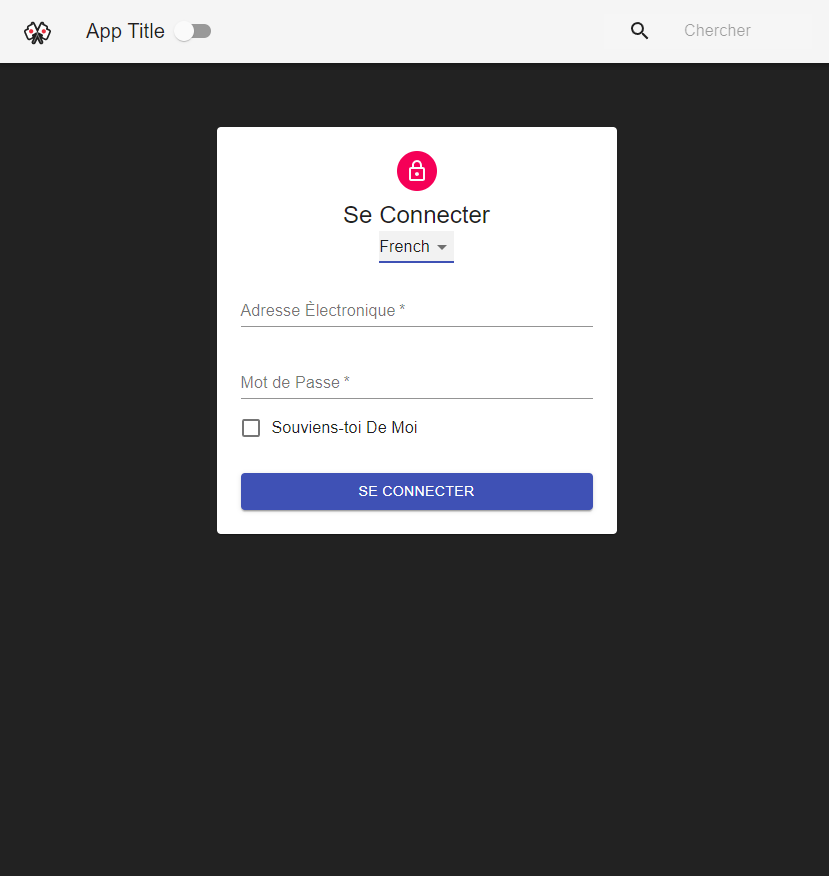 App Title
Chercher
Se Connecter
French
Adresse Èlectronique *
Mot de Passe *
Souviens-toi De Moi
SE CONNECTER